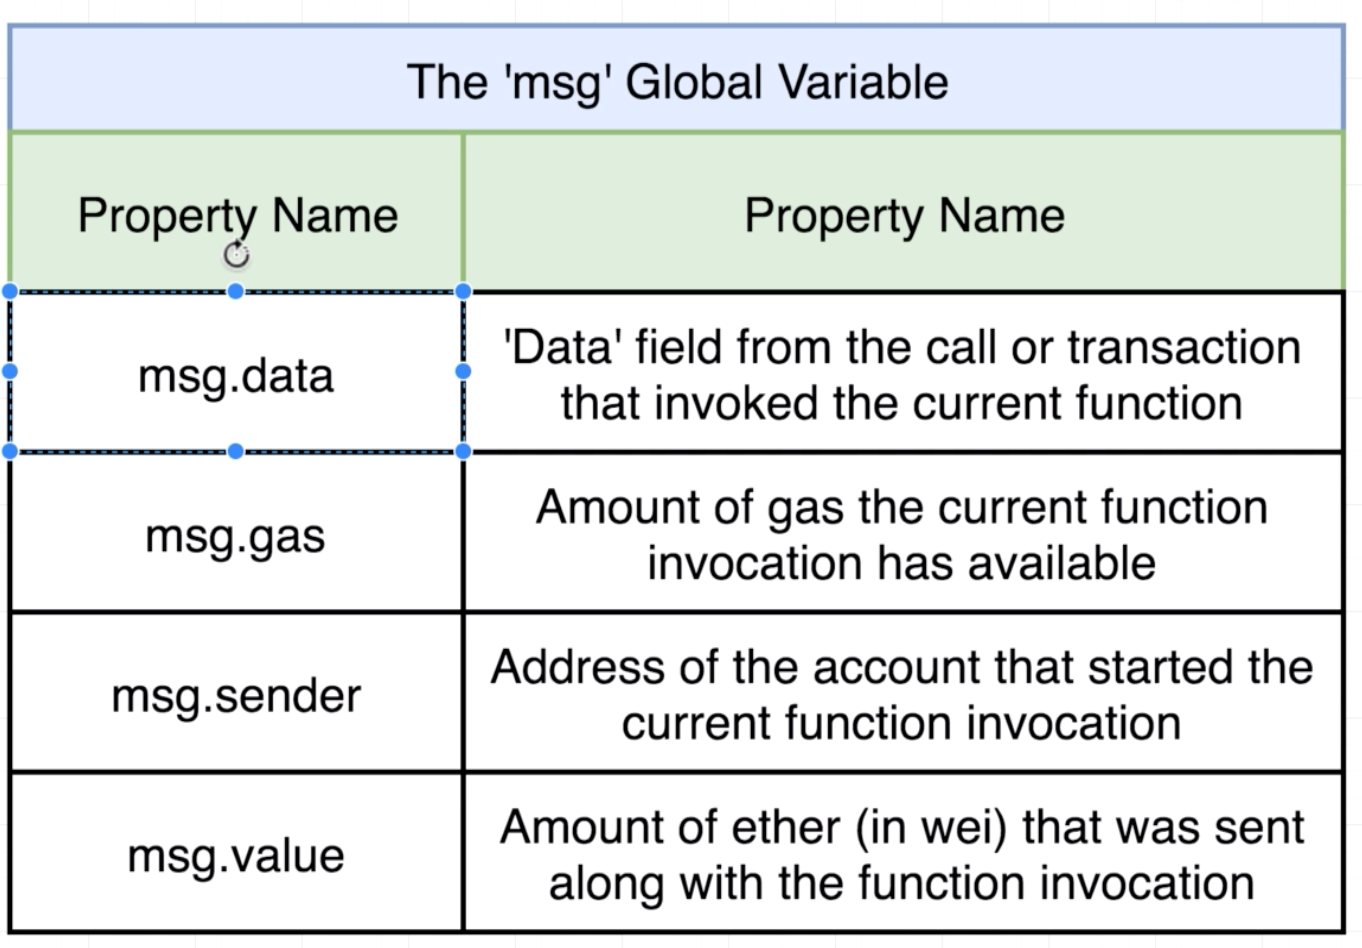 The 'msg' Global Variable
Property Name
Property Name
msg.data
'Data' field from the call or transaction
that invoked the current function
msg.gas
Amount of gas the current function
invocation has available
msg.sender
Address of the account that started the
current function invocation
msg.value
Amount of ether (in wei) that was sent
along with the function invocation